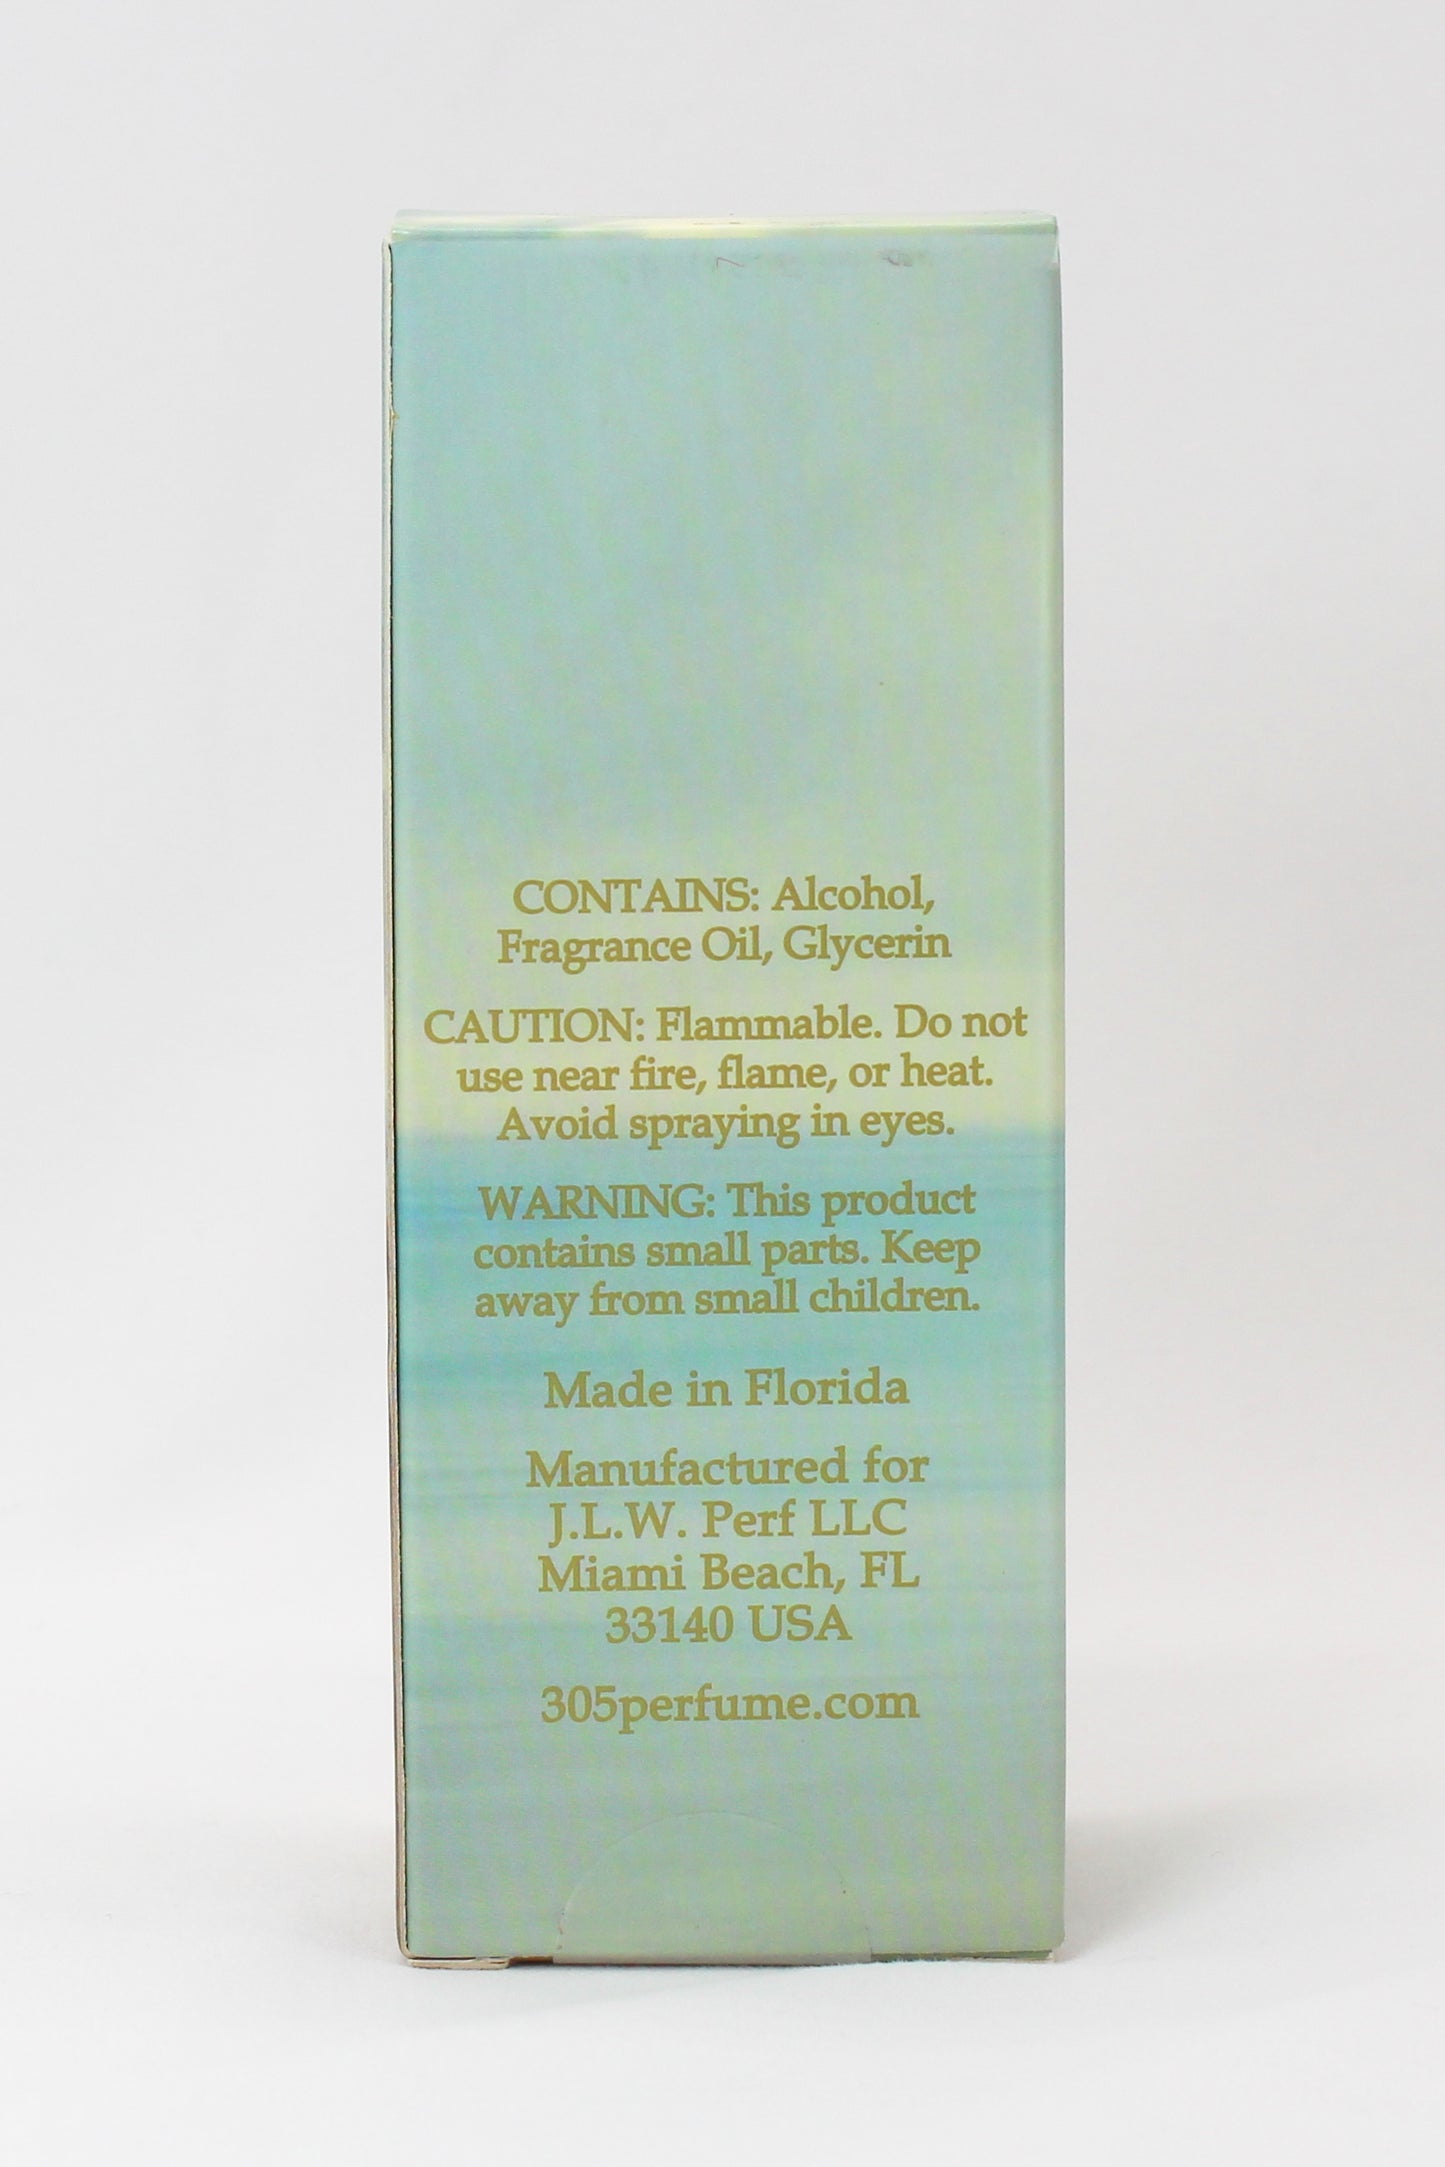 CONTAINS: Alcohol,
Fragrance Oil, Glycerin
CAUTION: Flammable. Do not
use near fire, flame, or heat.
Avoid spraying in eyes.
WARNING: This product
contains small parts. Keep
away from small children.
Made in Florida
Manufactured for
J.L.W. Perf LLC
Miami Beach, FL
33140 USA
305perfume.com